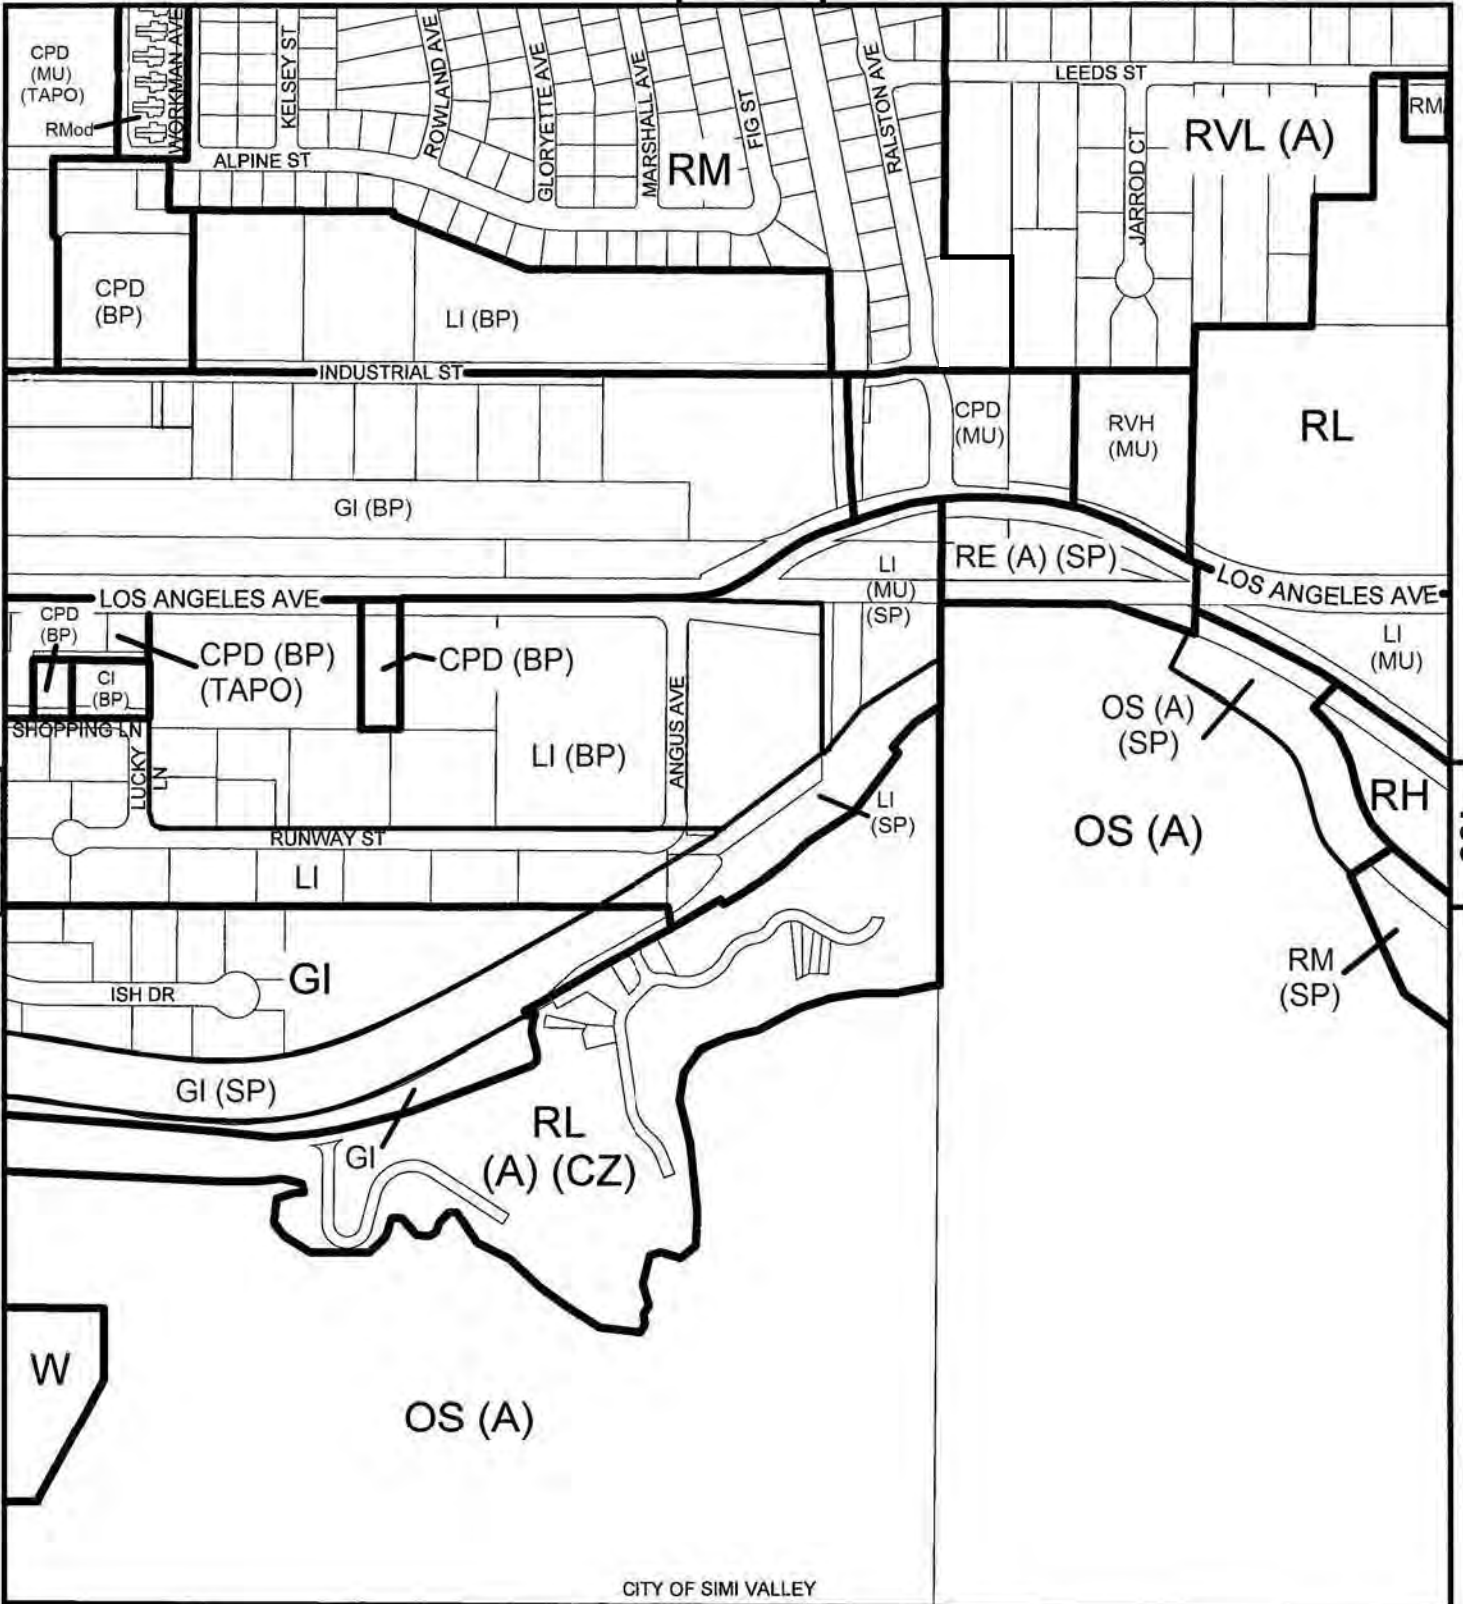 CPD
(MU)
(TAPO)
RMod
WORKMAN AVE
KELSEY ST
ROWLAND AVE
GLORYETTE AVE
MARSHALL AVE
FIG ST
RALSTON AVE
LEEDS ST
JARROD CT
RVL (A)
RM
ALPINE ST
RM
CPD
(BP)
LI (BP)
INDUSTRIAL ST
CPD
(MU)
RVH
(MU)
RL
GI (BP)
LI
(MU)
(SP)
RE (A) (SP)
LOS ANGELES AVE
LOS ANGELES AVE
CPD
(BP)
CI
(BP)
CPD (BP)
(TAPO)
CPD (BP)
LI
(MU)
SHOPPING LN
LUCKY
LN
LI (BP)
ANGUS AVE
OS (A)
(SP)
LI
(SP)
RH
OS (A)
RUNWAY ST
LI
GI
ISH DR
RM
(SP)
GI (SP)
GI
RL
(A) (CZ)
W
OS (A)
CITY OF SIMI VALLEY